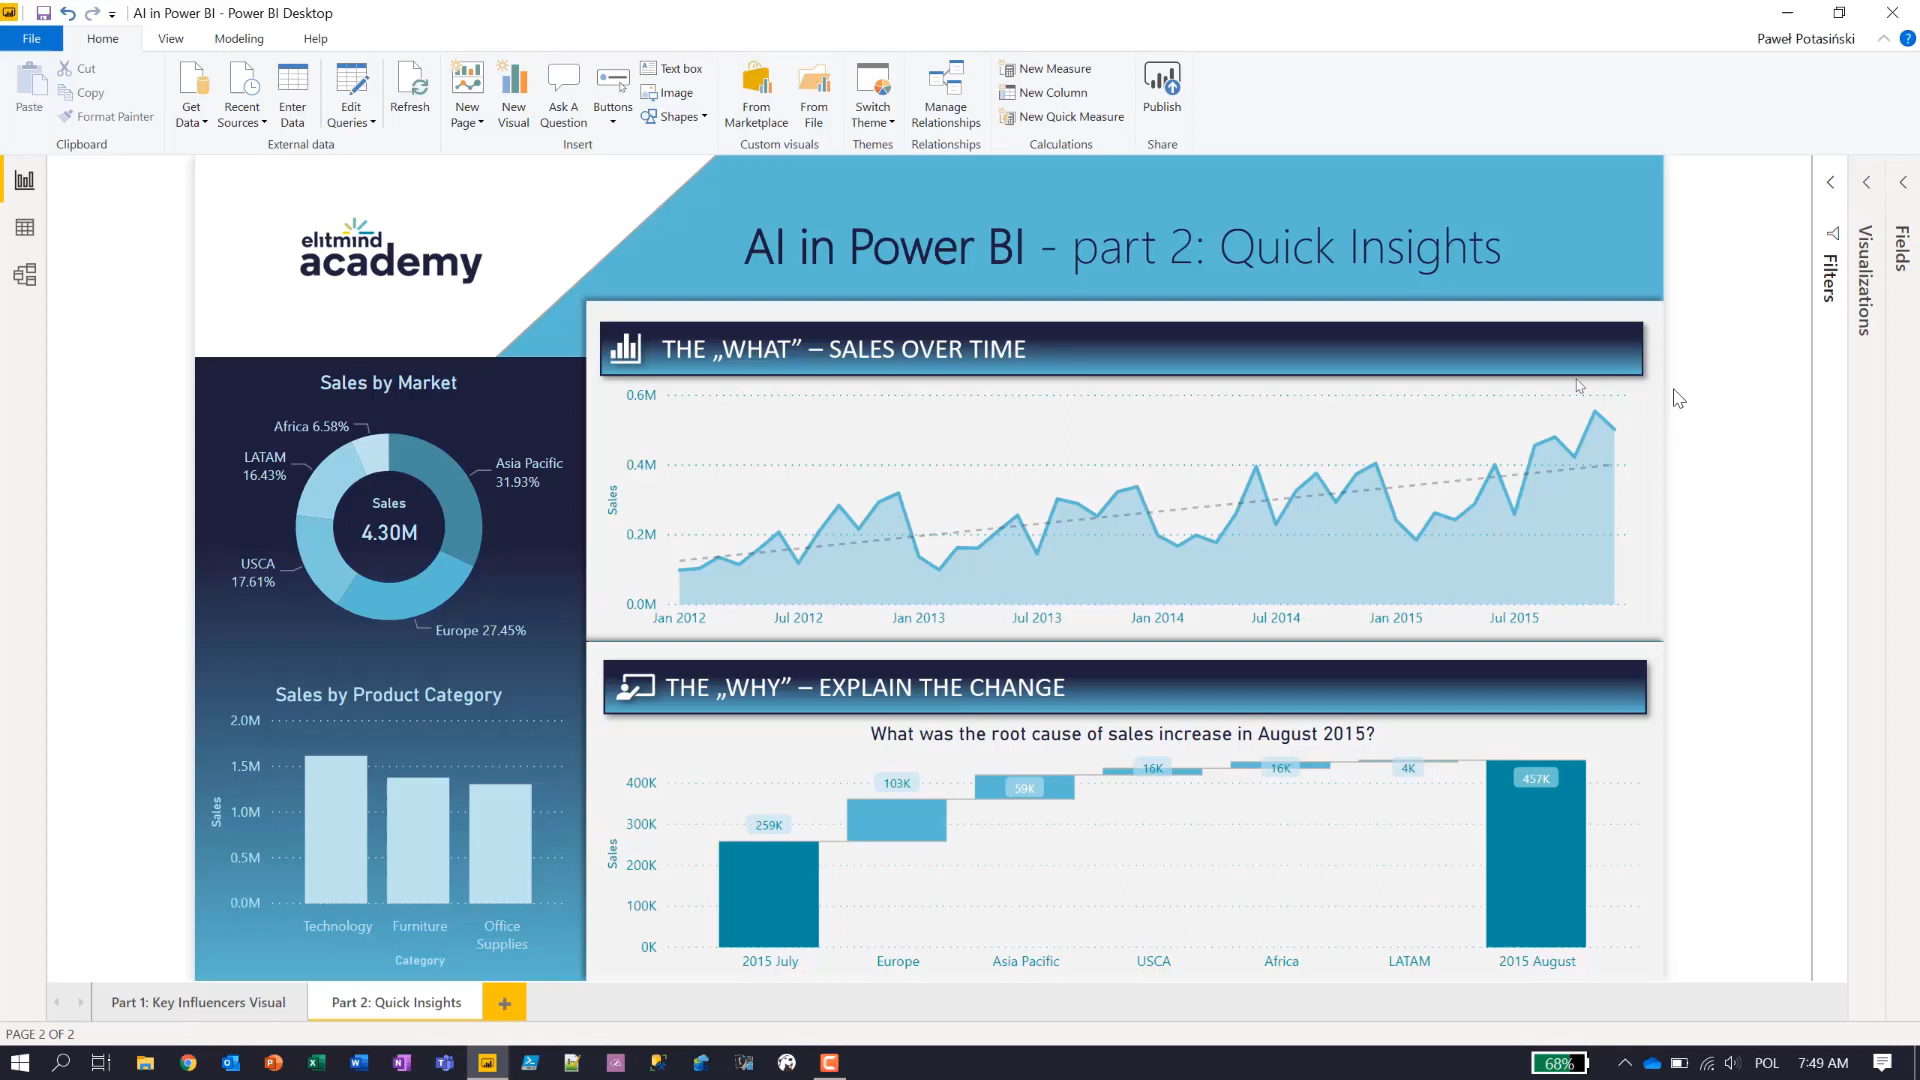 AI in Power BI - Power BI Desktop
File
Home
View
Modeling
Help
Paweł Potasiński
?
Paste
Cut
Copy
Format Painter
Clipboard
Get
Data
Recent
Sources
Enter
Data
Edit
Queries
Refresh
External data
New
Page
New
Visual
Ask A
Question
Buttons
Text box
Image
Shapes
Insert
From
Marketplace
From
File
Custom visuals
Switch
Theme
Themes
Manage
Relationships
Relationships
New Measure
New Column
New Quick Measure
Calculations
Publish
Share
elitmind
academy
AI in Power BI - part 2: Quick Insights
Filters
Visualizations
Fields
Sales by Market
Africa 6.58%
LATAM
16.43%
Asia Pacific
31.93%
Sales
4.30M
USCA
17.61%
Europe 27.45%
Sales by Product Category
2.0M
1.5M
1.0M
0.5M
0.0M
Sales
Technology
Furniture
Office
Supplies
Category
THE „WHAT” – SALES OVER TIME
0.6M
0.4M
0.2M
0.0M
Sales
Jan 2012
Jul 2012
Jan 2013
Jul 2013
Jan 2014
Jul 2014
Jan 2015
Jul 2015
THE „WHY” – EXPLAIN THE CHANGE
What was the root cause of sales increase in August 2015?
400K
300K
200K
100K
0K
Sales
259K
103K
59K
16K
16K
4K
457K
2015 July
Europe
Asia Pacific
USCA
Africa
LATAM
2015 August
Part 1: Key Influencers Visual
Part 2: Quick Insights
PAGE 2 OF 2
68%
POL
7:49 AM